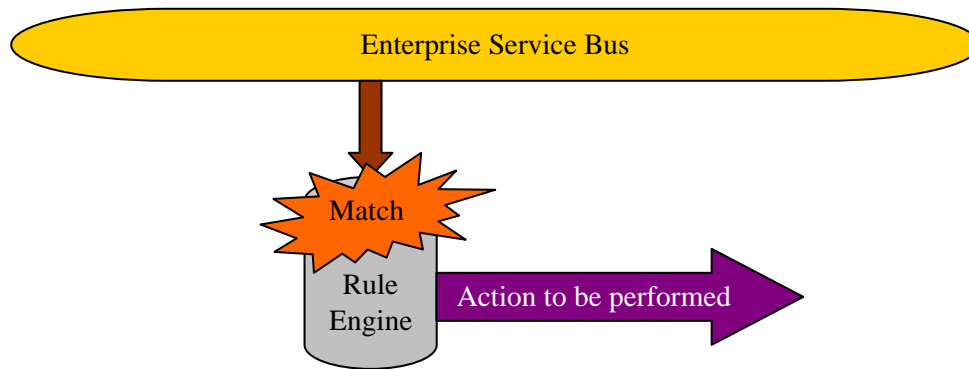 Enterprise Service Bus
Match
Rule
Engine
Action to be performed